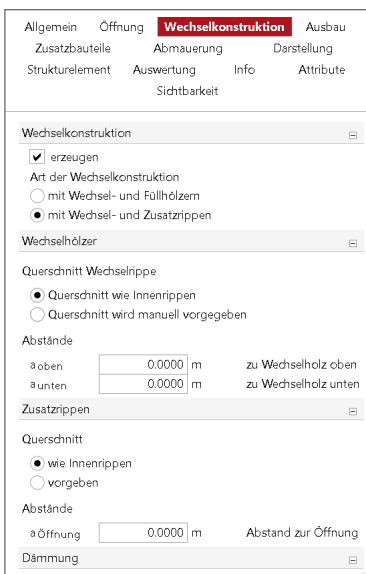 Allgemein Öffnung Wechselkonstruktion Ausbau
Zusatzbauteile Abmauerung Darstellung
Strukturelement Auswertung Info Attribute
Sichtbarkeit
Wechselkonstruktion
erzeugen
Art der Wechselkonstruktion
mit Wechsel- und Füllhölzern
mit Wechsel- und Zusatzrippen
Wechselhölzer
Querschnitt Wechselrippe
Querschnitt wie Innenrippen
Querschnitt wird manuell vorgegeben
Abstände
a oben 0.0000 m zu Wechselholz oben
a unten 0.0000 m zu Wechselholz unten
Zusatzrippen
Querschnitt
wie Innenrippen
vorgeben
Abstände
a Öffnung 0.0000 m Abstand zur Öffnung
Dämmung